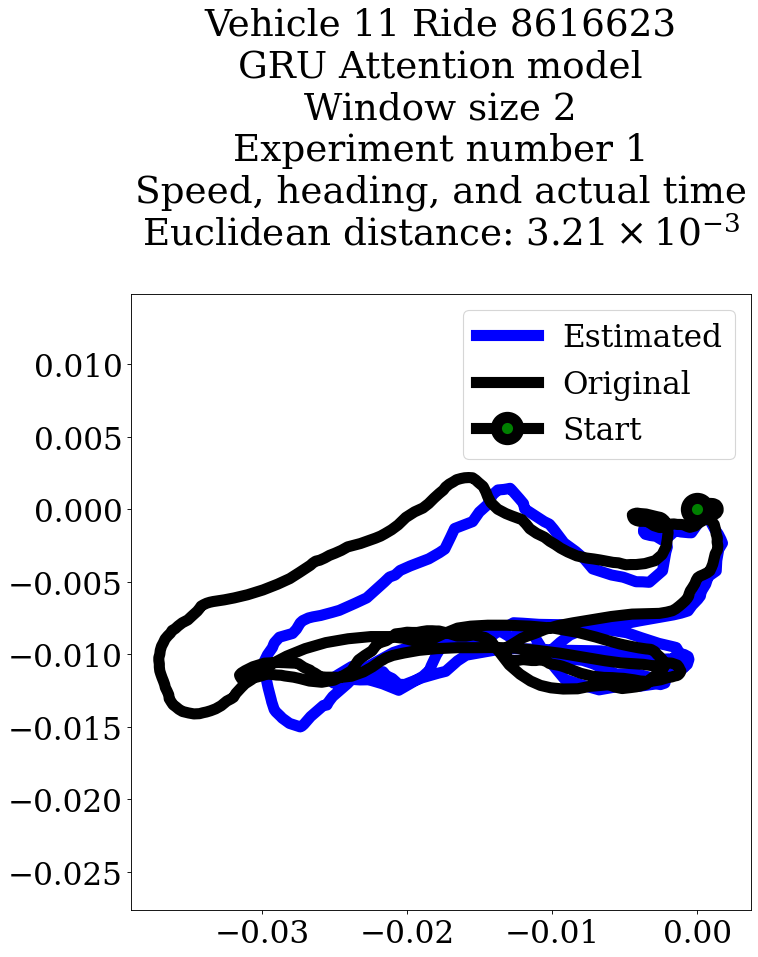 Vehicle 11 Ride 8616623
GRU Attention model
Window size 2
Experiment number 1
Speed, heading, and actual time
Euclidean distance: 3.21 × 10⁻³
Estimated
Original
Start
0.010
0.005
0.000
−0.005
−0.010
−0.015
−0.020
−0.025
−0.03 −0.02 −0.01 0.00